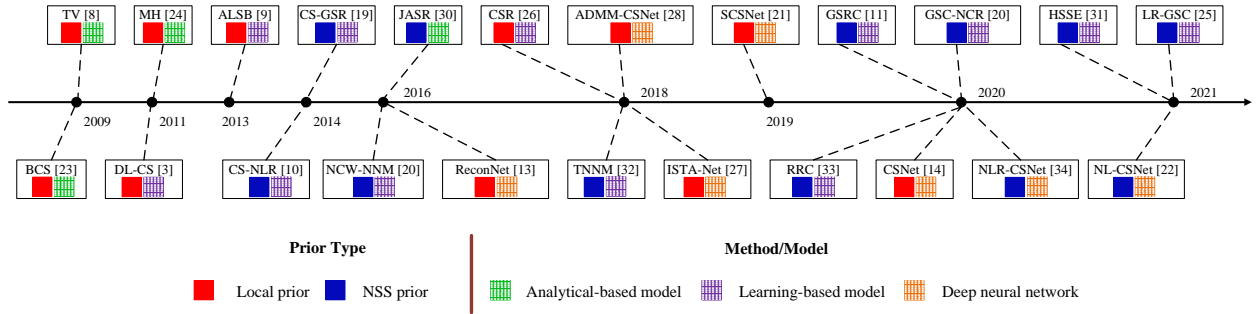 TV [8]
MH [24]
ALSB [9]
CS-GSR [19]
JASR [30]
CSR [26]
ADMM-CSNet [28]
SCSNet [21]
GSRC [11]
GSC-NCR [20]
HSSE [31]
LR-GSC [25]
2009
2011
2013
2014
2016
2018
2019
2020
2021
BCS [23]
DL-CS [3]
CS-NLR [10]
NCW-NNM [20]
ReconNet [13]
TNNM [32]
ISTA-Net [27]
RRC [33]
CSNet [14]
NLR-CSNet [34]
NL-CSNet [22]
Prior Type
Method/Model
Local prior
NSS prior
Analytical-based model
Learning-based model
Deep neural network